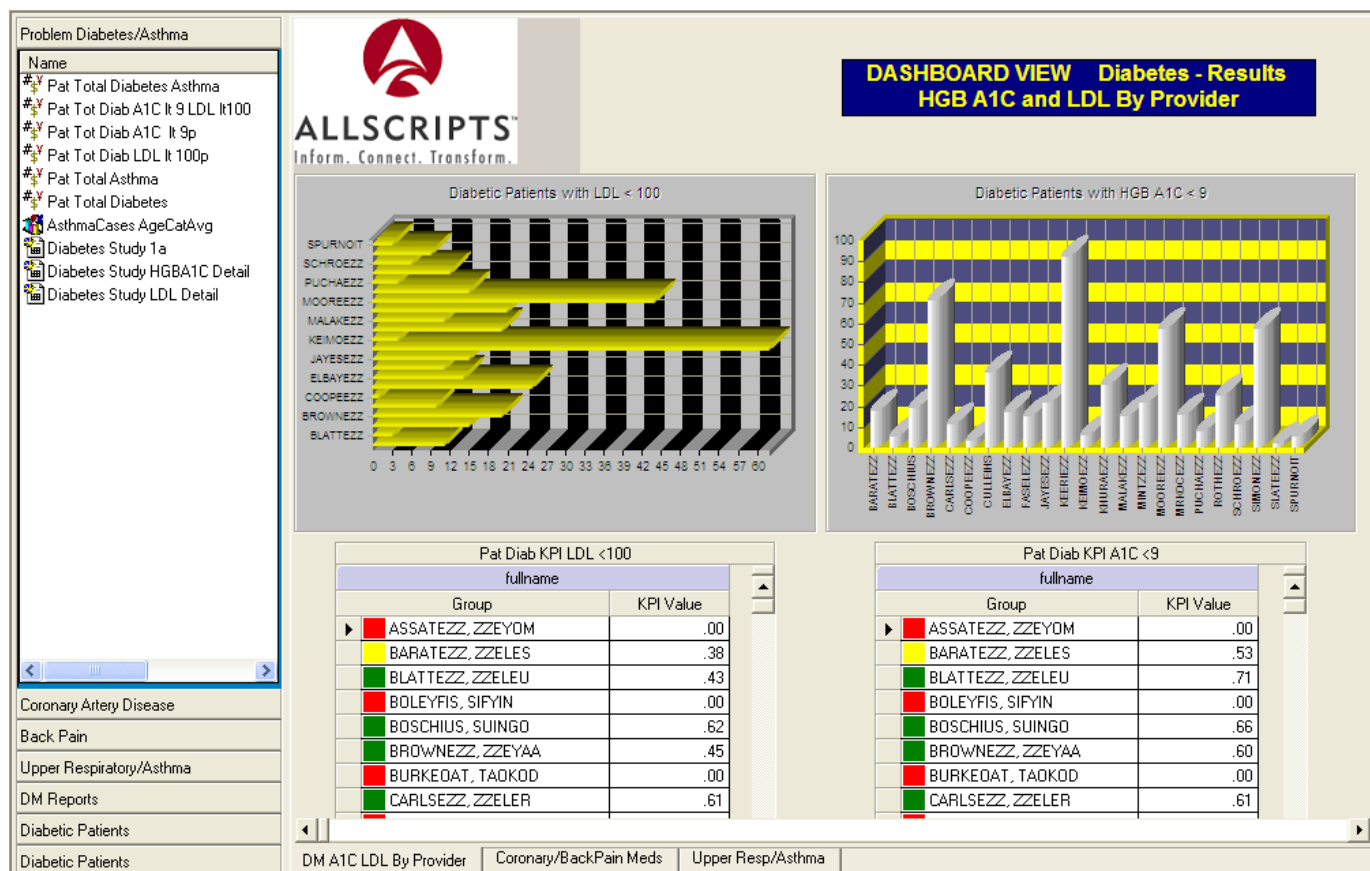 Problem Diabetes/Asthma
Name
Pat Total Diabetes Asthma
Pat Tot Diab A1C lt 9 LDL lt100
Pat Tot Diab A1C lt 9p
Pat Tot Diab LDL lt 100p
Pat Total Asthma
Pat Total Diabetes
AsthmaCases AgeCatAvg
Diabetes Study 1a
Diabetes Study HGBA1C Detail
Diabetes Study LDL Detail
Coronary Artery Disease
Back Pain
Upper Respiratory/Asthma
DM Reports
Diabetic Patients
Diabetic Patients
ALLSCRIPTS™
Inform. Connect. Transform.
DASHBOARD VIEW Diabetes - Results
HGB A1C and LDL By Provider
Diabetic Patients with LDL < 100
SPURNOIT
SCHROEZZ
PUCHAEZZ
MOOREEZZ
MALAKEZZ
KEIMOEZZ
JAYESEZZ
ELBAYEZZ
COOPEEZZ
BROWNEZZ
BLATTEZZ
0 3 6 9 12 15 18 21 24 27 30 33 36 39 42 45 48 51 54 57 60
Diabetic Patients with HGB A1C < 9
100
90
80
70
60
50
40
30
20
10
0
BARATEZZ
BLATTEZZ
BOSCHIUS
BROWNEZZ
CARLSEZZ
COOPEEZZ
CULLEIHS
ELBAYEZZ
FASELEZZ
JAYESEZZ
KEERIEZZ
KEIMOEZZ
KHURAEZZ
MALAKEZZ
MINTZEZZ
MOOREEZZ
MRHOCEZZ
PUCHAEZZ
ROTHEEZZ
SCHROEZZ
SIMONEZZ
SLATEEZZ
SPURNOIT
Pat Diab KPI LDL <100
fullname
Group KPI Value
ASSATEZZ, ZZEYOM .00
BARATEZZ, ZZELES .38
BLATTEZZ, ZZELEU .43
BOLEYFIS, SIFYIN .00
BOSCHIUS, SUINGO .62
BROWNEZZ, ZZEYAA .45
BURKEOAT, TAOKOD .00
CARLSEZZ, ZZELER .61
Pat Diab KPI A1C <9
fullname
Group KPI Value
ASSATEZZ, ZZEYOM .00
BARATEZZ, ZZELES .53
BLATTEZZ, ZZELEU .71
BOLEYFIS, SIFYIN .00
BOSCHIUS, SUINGO .66
BROWNEZZ, ZZEYAA .60
BURKEOAT, TAOKOD .00
CARLSEZZ, ZZELER .61
DM A1C LDL By Provider
Coronary/BackPain Meds
Upper Resp/Asthma